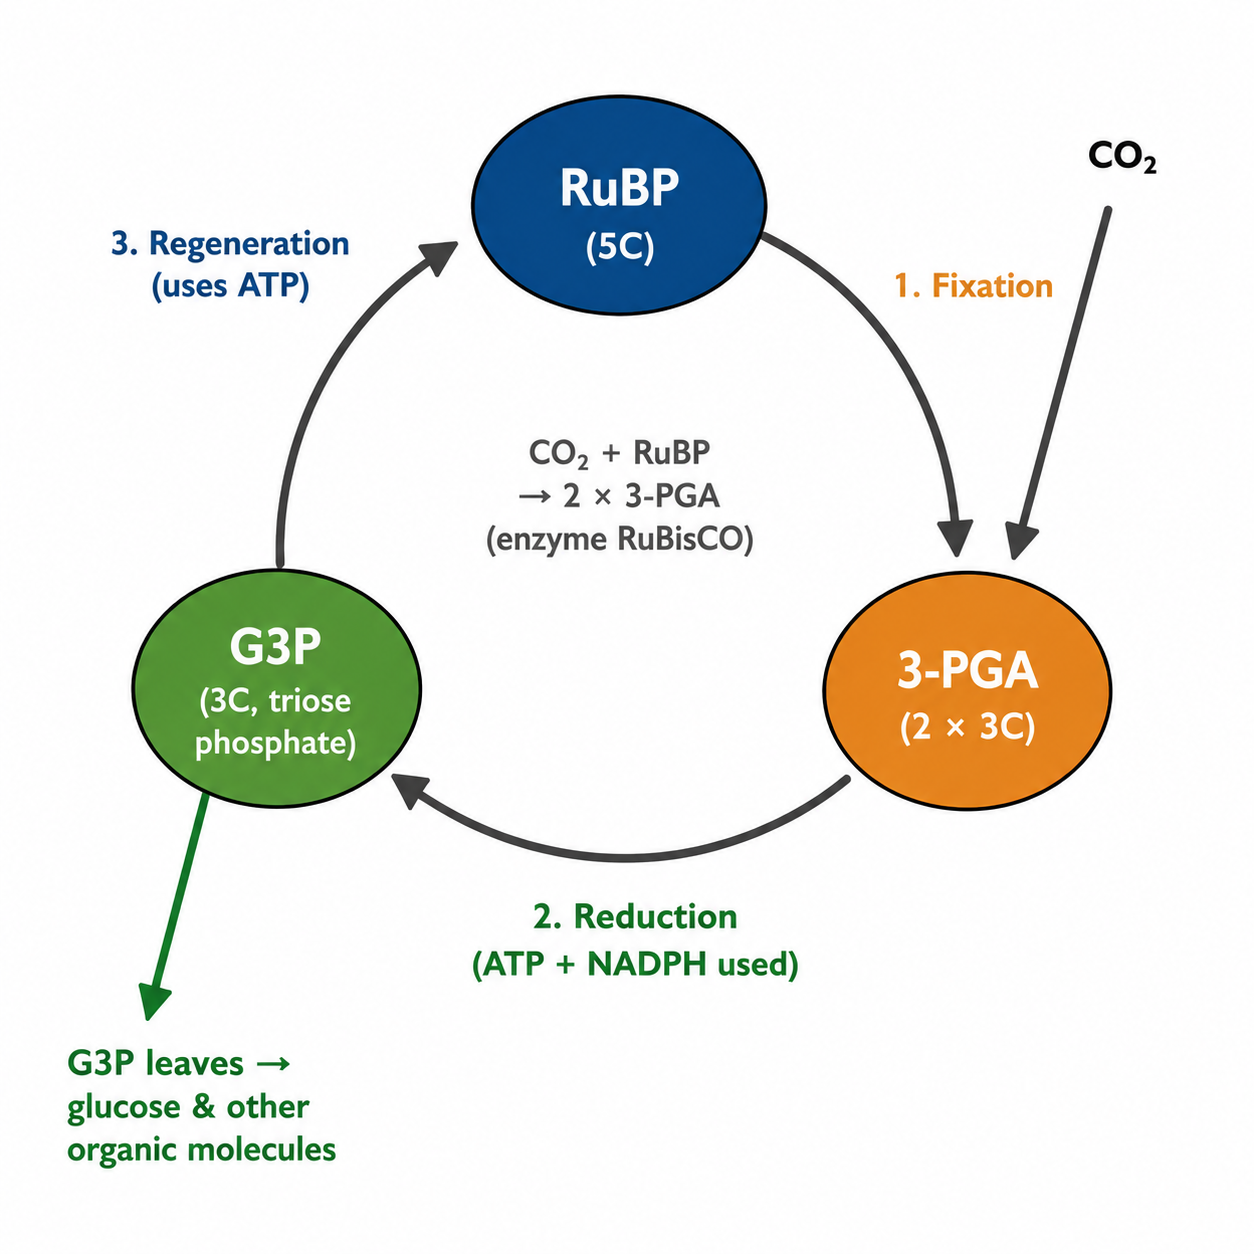 RuBP
(5C)
CO₂
3. Regeneration
(uses ATP)
1. Fixation
CO₂ + RuBP
→ 2 × 3-PGA
(enzyme RuBisCO)
G3P
(3C, triose
phosphate)
3-PGA
(2 × 3C)
2. Reduction
(ATP + NADPH used)
G3P leaves →
glucose & other
organic molecules